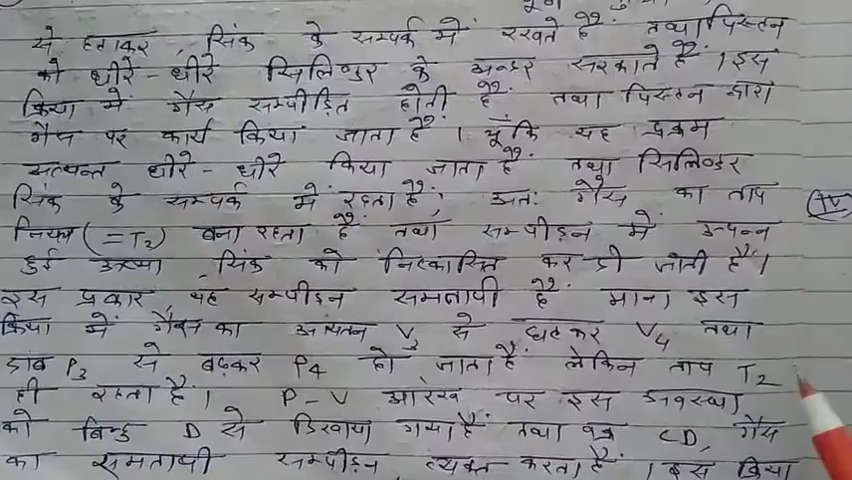 से हटाकर, सिंक के सम्पर्क में रखते हैं तथा पिस्टन
को धीरे-धीरे सिलिण्डर के अन्दर सरकाते हैं। इस
क्रिया में गैस सम्पीड़ित होती है तथा पिस्टन द्वारा
गैस पर कार्य किया जाता है। चूँकि यह प्रक्रम
अत्यन्त धीरे-धीरे किया जाता है तथा सिलिण्डर
सिंक के सम्पर्क में रहता है, अतः गैस का ताप
नियत (=T₂) बना रहता है तथा सम्पीड़न में उत्पन्न
(IV)
हुई ऊष्मा सिंक को निष्कासित कर दी जाती है।
इस प्रकार, यह सम्पीड़न समतापी है। माना इस
क्रिया में गैस का आयतन V₃ से घटकर V₄ तथा
दाब P₃ से बढ़कर P₄ हो जाता है लेकिन ताप T₂
ही रहता है। P-V आरेख पर इस अवस्था
को बिन्दु D से दिखाया गया है तथा वक्र CD, गैस
का समतापी सम्पीड़न व्यक्त करता है। इस क्रिया